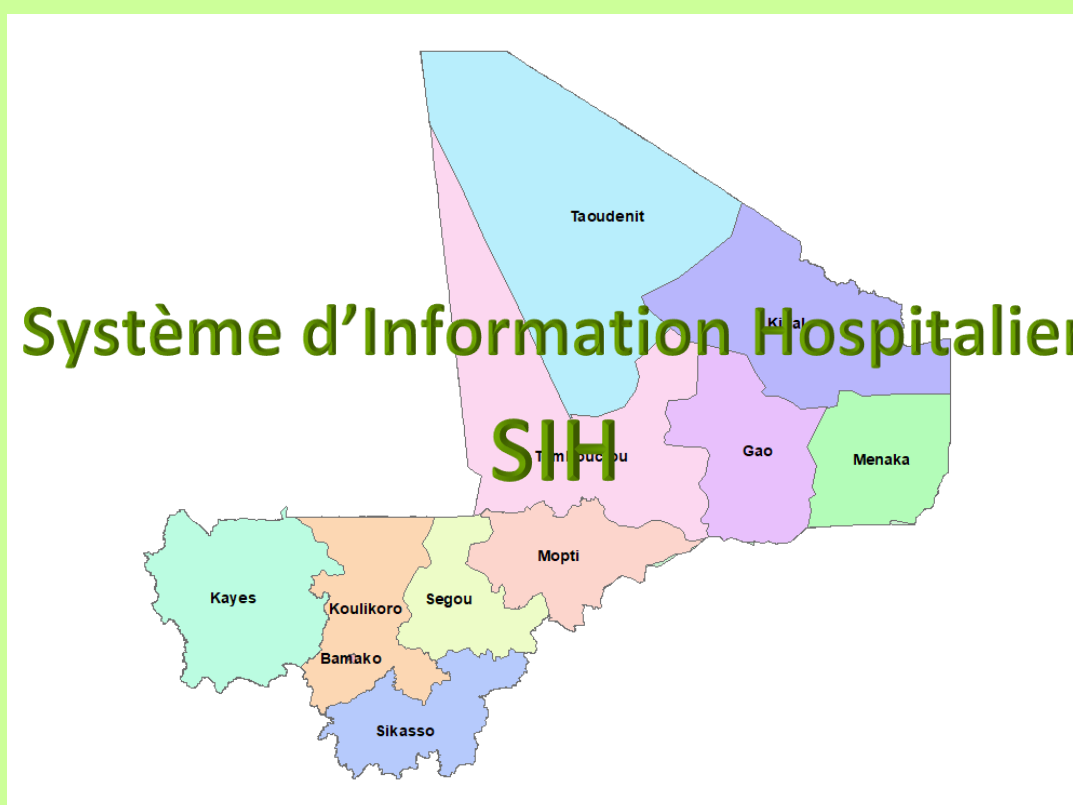 Taoudenit
Système d’Information Hospitalier
SIH
Gao
Menaka
Mopti
Kayes
Segou
Koulikoro
Bamako
Sikasso